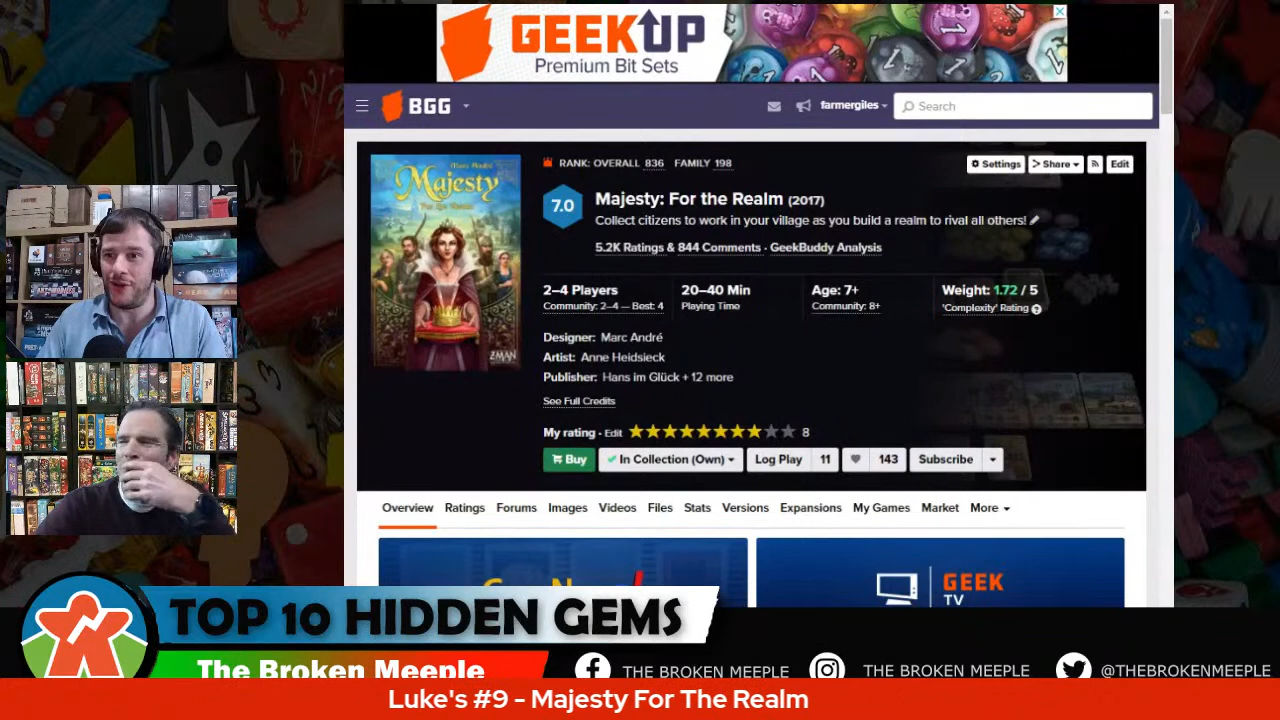 GEEKUP
Premium Bit Sets
BGG
farmergiles
Search
Marc André
Majesty
For the Realm
ZMAN
RANK: OVERALL 836 FAMILY 198
Settings
Share
Edit
7.0
Majesty: For the Realm (2017)
Collect citizens to work in your village as you build a realm to rival all others!
5.2K Ratings & 844 Comments · GeekBuddy Analysis
2–4 Players
20–40 Min
Age: 7+
Weight: 1.72 / 5
Community: 2–4 — Best: 4
Playing Time
Community: 8+
'Complexity' Rating
Designer: Marc André
Artist: Anne Heidsieck
Publisher: Hans im Glück + 12 more
See Full Credits
My rating · Edit
8
Buy
In Collection (Own)
Log Play
11
143
Subscribe
Overview Ratings Forums Images Videos Files Stats Versions Expansions My Games Market More
GEEK
TV
TOP 10 HIDDEN GEMS
The Broken Meeple
THE BROKEN MEEPLE
THE BROKEN MEEPLE
@THEBROKENMEEPLE
Luke's #9 - Majesty For The Realm